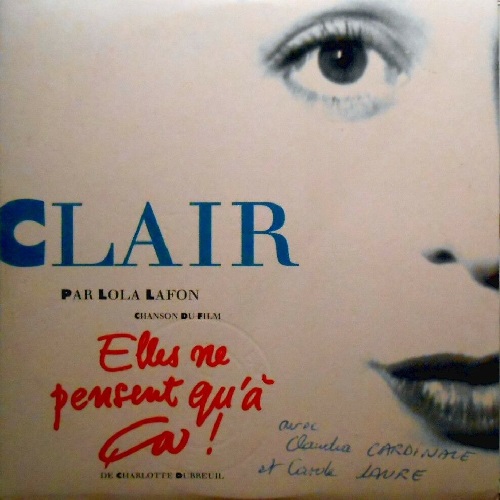 CLAIR
PAR LOLA LAFON
CHANSON DU FILM
Elles ne
pensent qu'à
ça !
DE CHARLOTTE DUBREUIL
avec
Claudia CARDINALE
et Carole LAURE